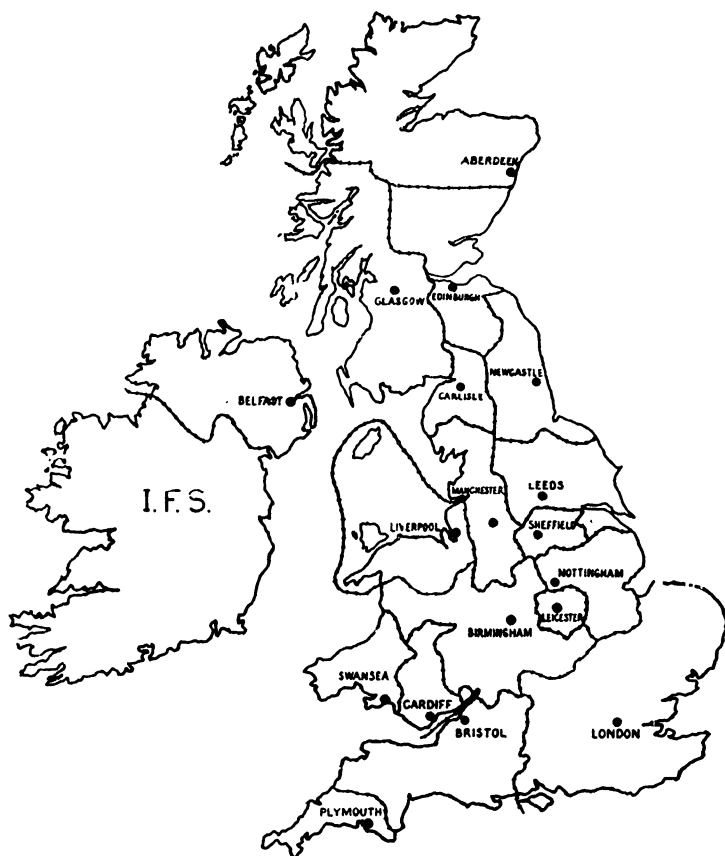 ABERDEEN
GLASGOW
EDINBURGH
NEWCASTLE
CARLISLE
BELFAST
I.F.S.
LEEDS
MANCHESTER
LIVERPOOL
SHEFFIELD
NOTTINGHAM
LEICESTER
BIRMINGHAM
SWANSEA
CARDIFF
BRISTOL
LONDON
PLYMOUTH